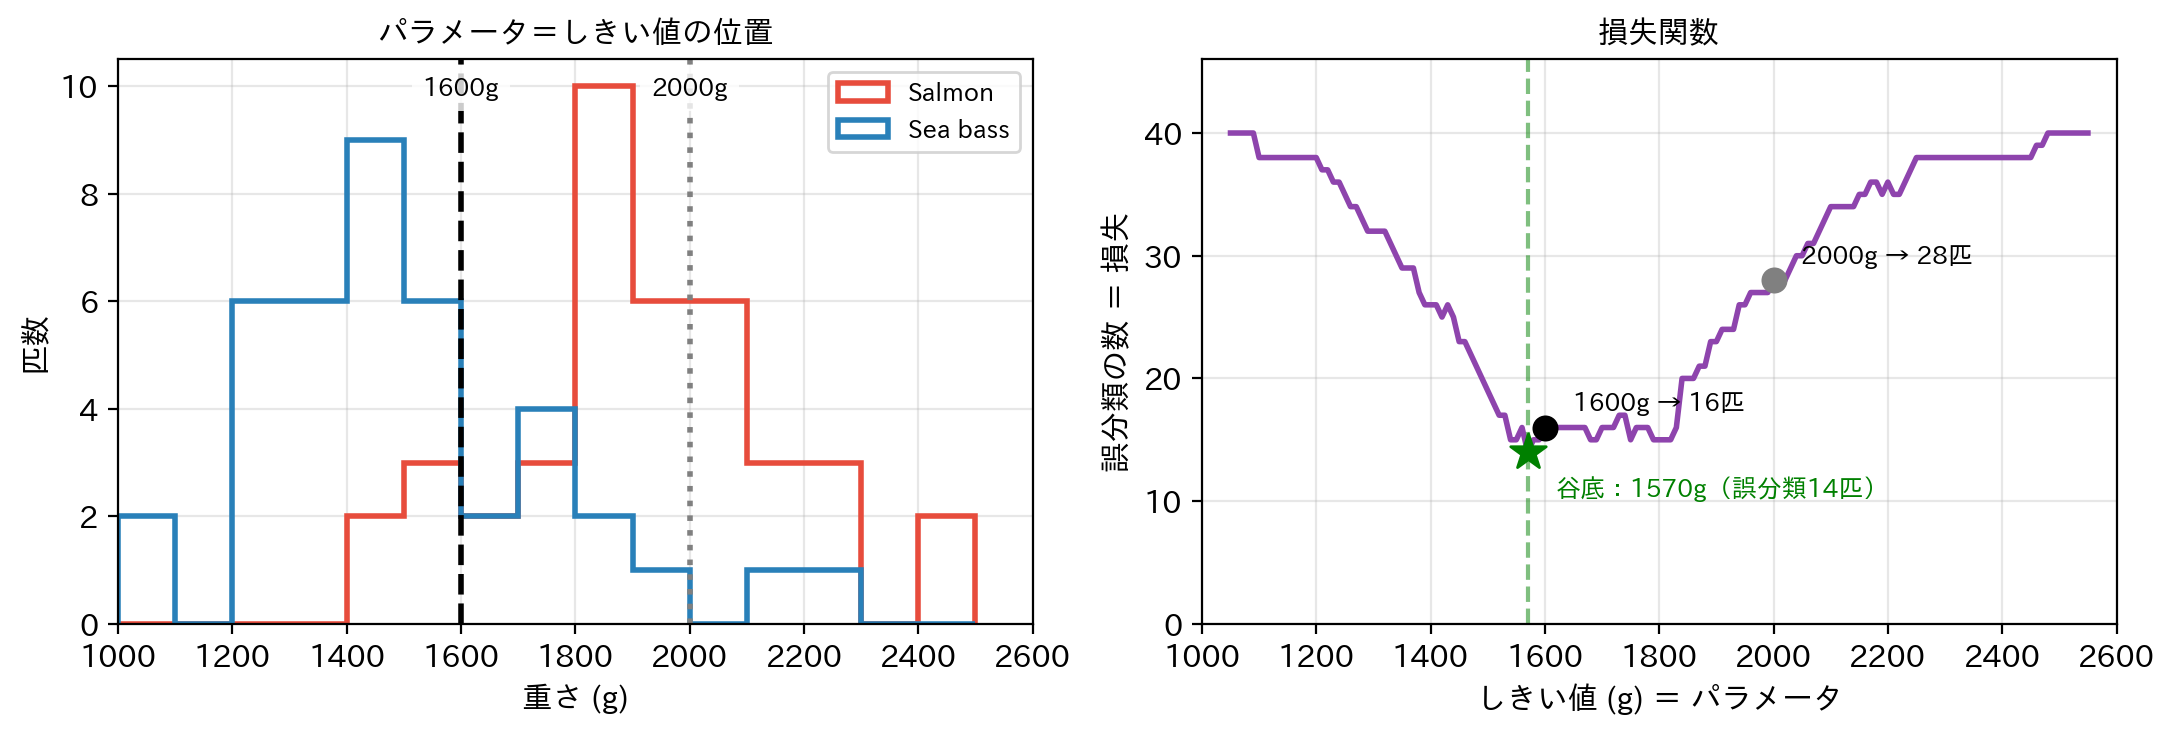 パラメータ＝しきい値の位置
10
8
6
4
2
0
匹数
1600g
2000g
Salmon
Sea bass
1000 1200 1400 1600 1800 2000 2200 2400 2600
重さ (g)
損失関数
40
30
20
10
0
誤分類の数 ＝ 損失
2000g → 28匹
1600g → 16匹
谷底：1570g（誤分類14匹）
1000 1200 1400 1600 1800 2000 2200 2400 2600
しきい値 (g) ＝ パラメータ